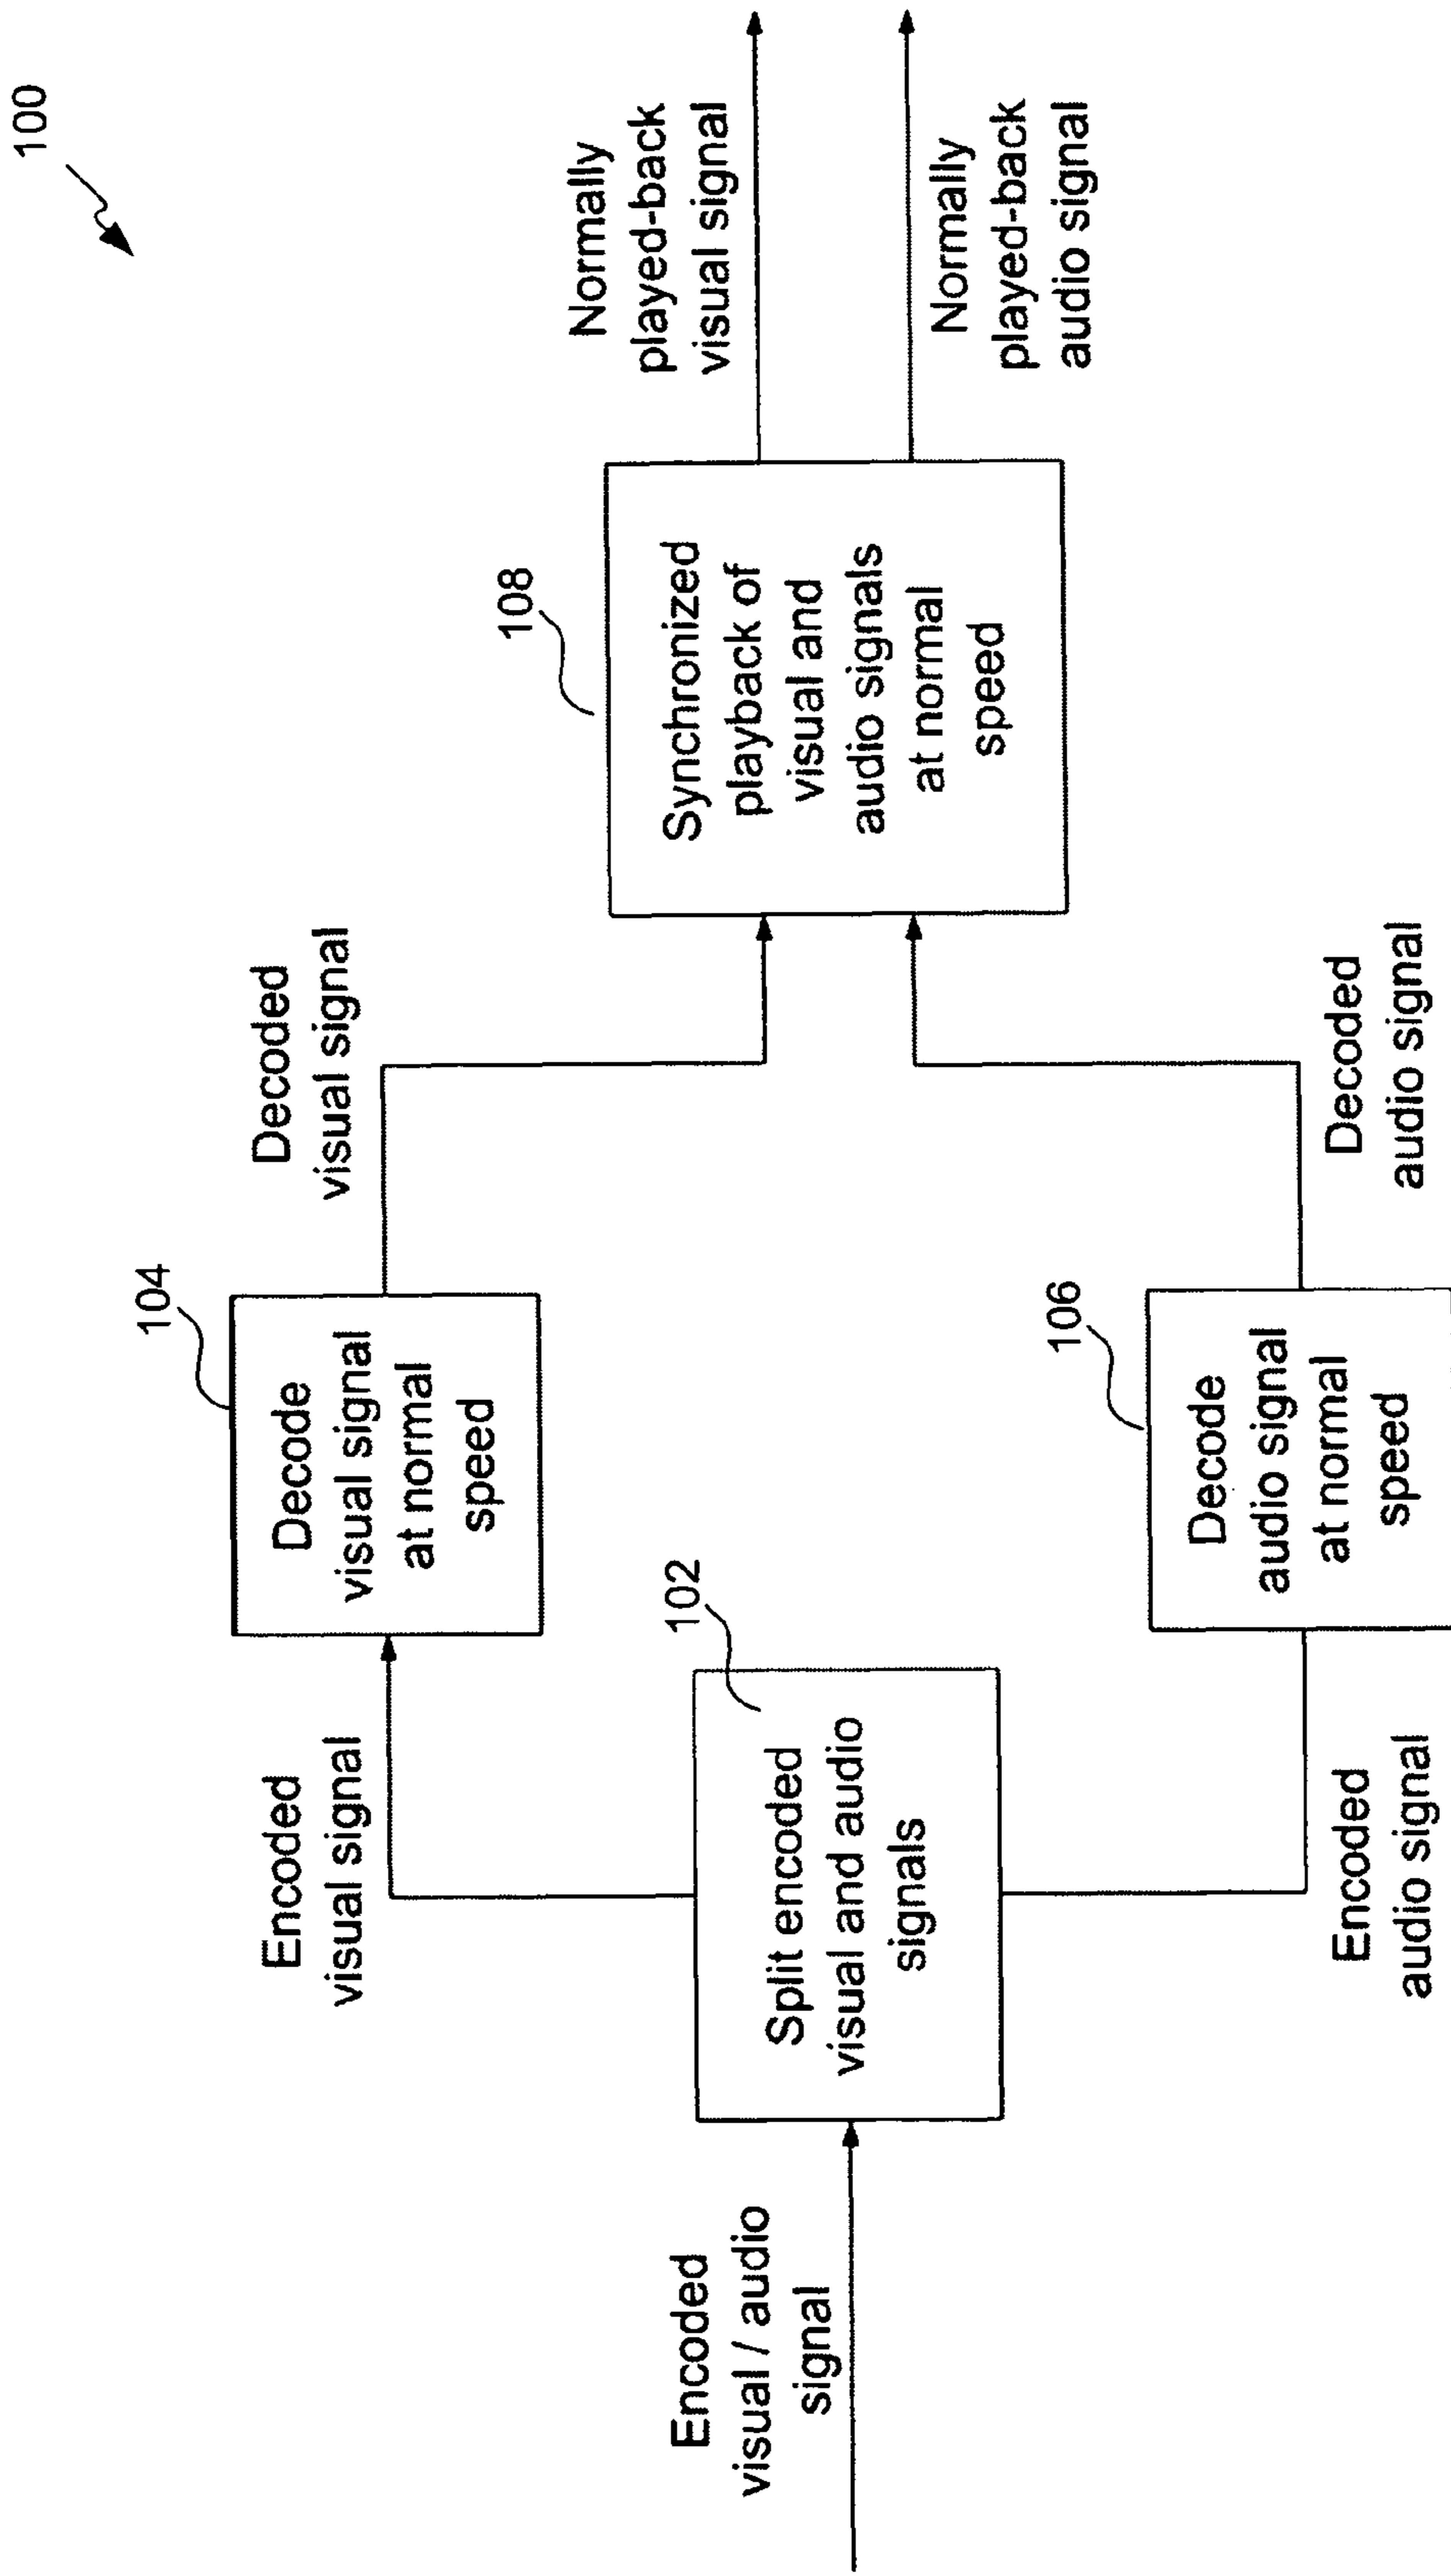 100
Encoded
visual / audio
signal
102
Split encoded
visual and audio
signals
Encoded
visual signal
Encoded
audio signal
104
Decode
visual signal
at normal
speed
106
Decode
audio signal
at normal
speed
Decoded
visual signal
Decoded
audio signal
108
Synchronized
playback of
visual and
audio signals
at normal
speed
Normally
played-back
visual signal
Normally
played-back
audio signal